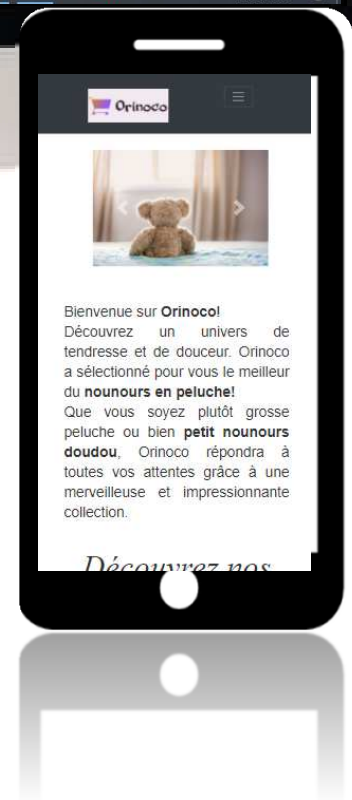 Orinoco
Bienvenue sur Orinoco!
Découvrez un univers de
tendresse et de douceur. Orinoco
a sélectionné pour vous le meilleur
du nounours en peluche!
Que vous soyez plutôt grosse
peluche ou bien petit nounours
doudou, Orinoco répondra à
toutes vos attentes grâce à une
merveilleuse et impressionnante
collection.
Découvrez nos